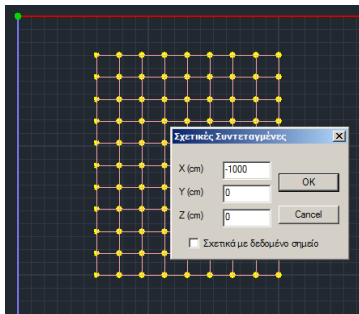 Σχετικές Συντεταγμένες
X (cm) -1000
OK
Y (cm) 0
Z (cm) 0
Cancel
Σχετικά με δεδομένο σημείο